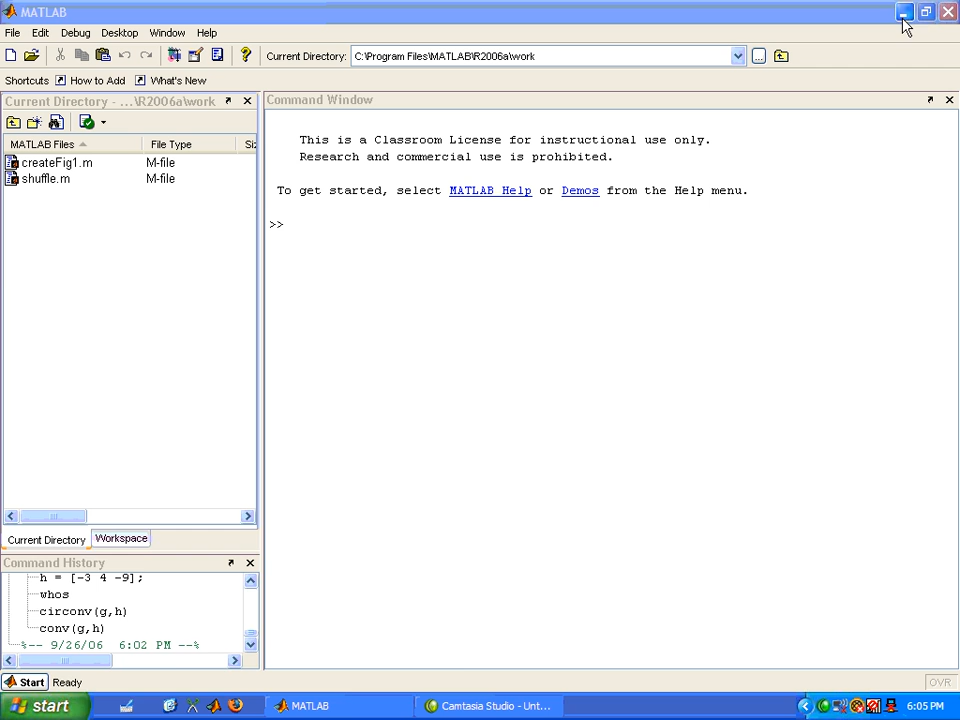 MATLAB
File Edit Debug Desktop Window Help
Current Directory: C:\Program Files\MATLAB\R2006a\work ...
Shortcuts How to Add What's New
Current Directory - ...\R2006a\work
MATLAB Files File Type Siz
createFig1.m M-file
shuffle.m M-file
Current Directory Workspace
Command History
h = [-3 4 -9];
whos
circonv(g,h)
conv(g,h)
%-- 9/26/06 6:02 PM --%
Command Window
This is a Classroom License for instructional use only.
Research and commercial use is prohibited.
To get started, select MATLAB Help or Demos from the Help menu.
>>
Start Ready OVR
start MATLAB Camtasia Studio - Unt... 6:05 PM